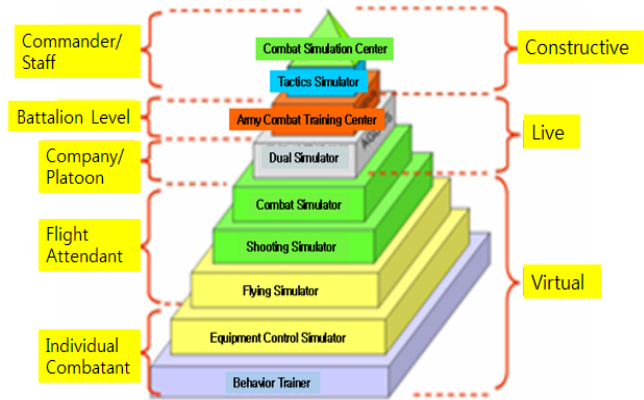 Commander/
Staff
Combat Simulation Center
Constructive
Tactics Simulator
Battalion Level
Army Combat Training Center
Live
Company/
Platoon
Dual Simulator
Combat Simulator
Flight
Attendant
Shooting Simulator
Flying Simulator
Virtual
Individual
Combatant
Equipment Control Simulator
Behavior Trainer